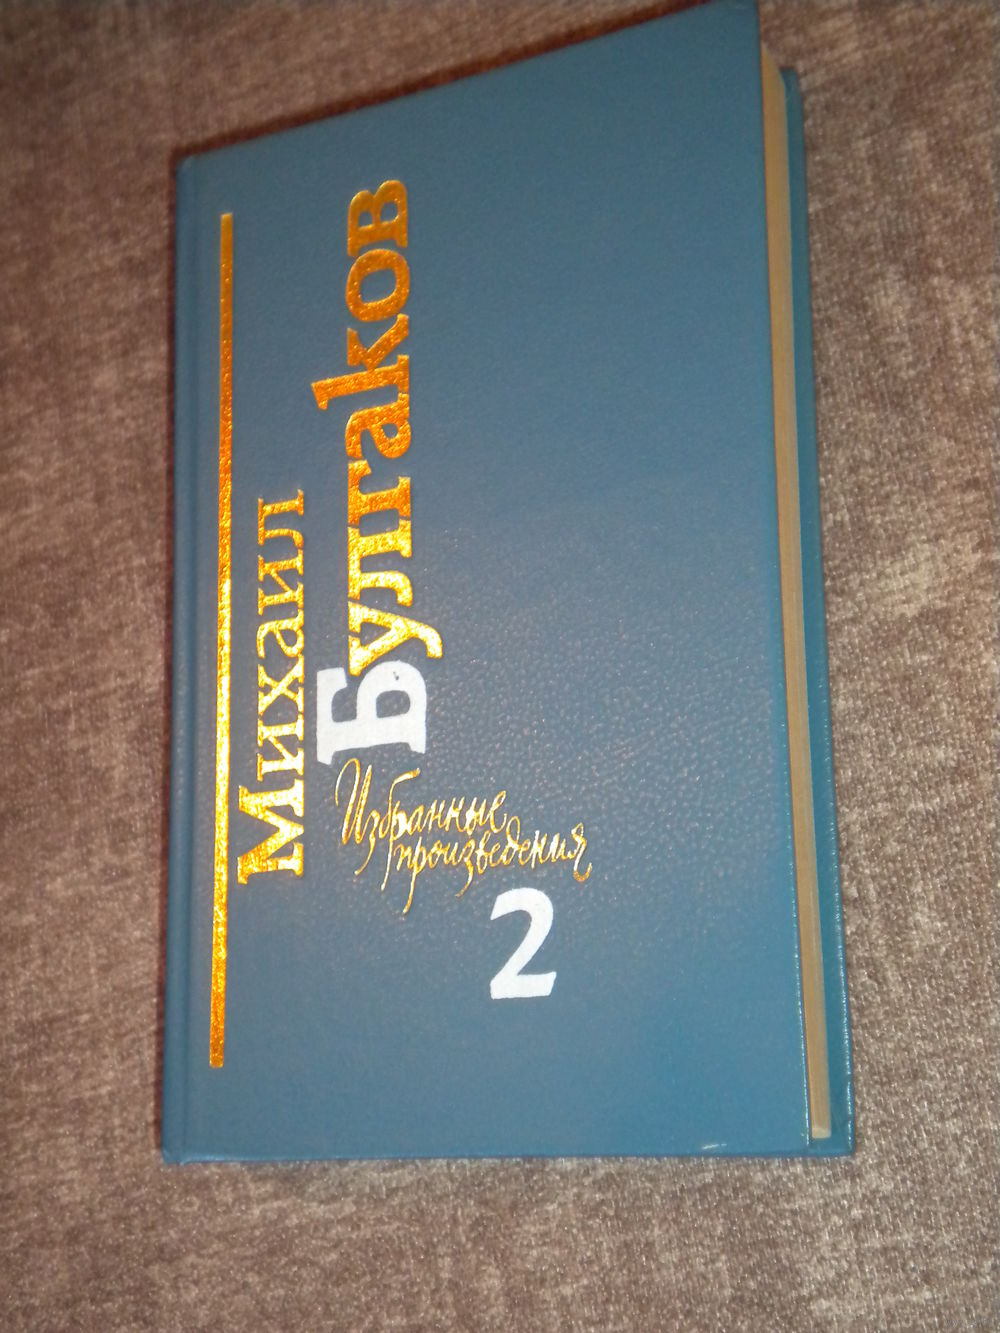 Михаил
Булгаков
Избранные
произведения
2